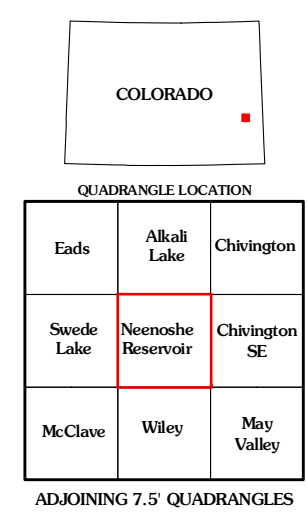 COLORADO
QUADRANGLE LOCATION
Eads
Alkali
Lake
Chivington
Swede
Lake
Neenoshe
Reservoir
Chivington
SE
McClave
Wiley
May
Valley
ADJOINING 7.5' QUADRANGLES